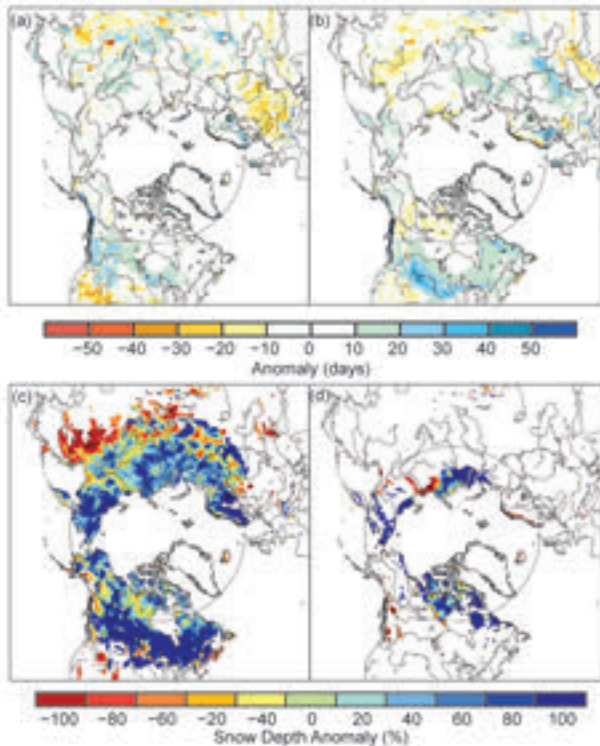 (a) (b)
−50 −40 −30 −20 −10 0 10 20 30 40 50
Anomaly (days)
(c) (d)
−100 −80 −60 −20 −40 0 20 40 60 80 100
Snow Depth Anomaly (%)